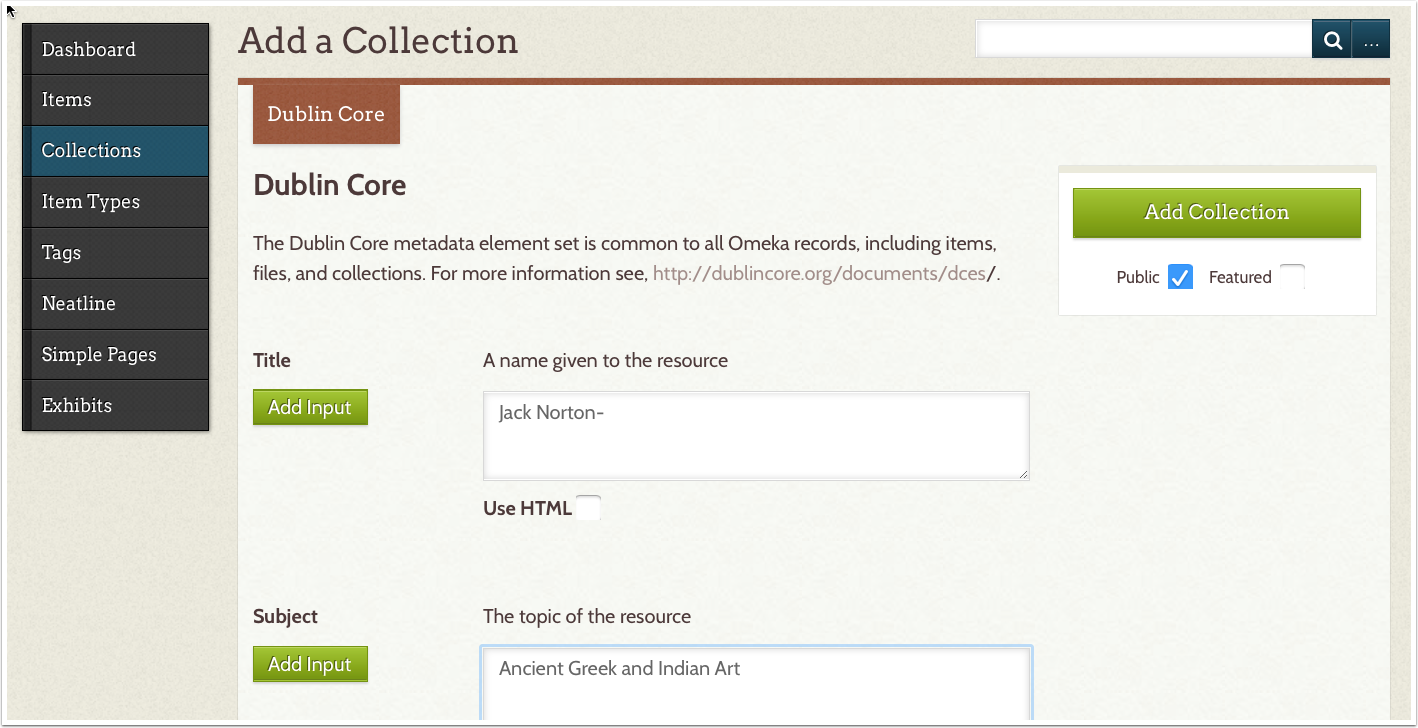 Dashboard
Items
Collections
Item Types
Tags
Neatline
Simple Pages
Exhibits
Add a Collection
...
Dublin Core
Dublin Core
The Dublin Core metadata element set is common to all Omeka records, including items,
files, and collections. For more information see, http://dublincore.org/documents/dces/.
Add Collection
Public Featured
Title A name given to the resource
Add Input Jack Norton-
Use HTML
Subject The topic of the resource
Add Input Ancient Greek and Indian Art